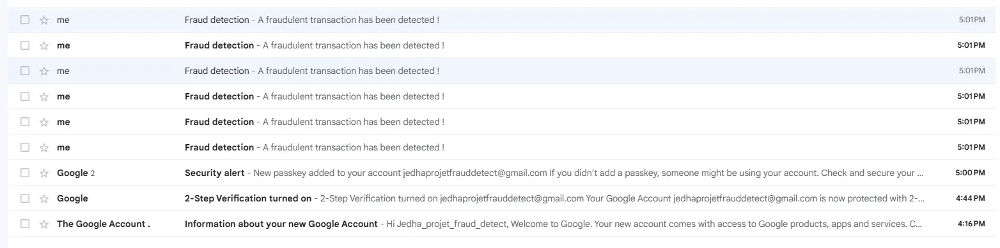 me Fraud detection - A fraudulent transaction has been detected ! 5:01 PM
me Fraud detection - A fraudulent transaction has been detected ! 5:01 PM
me Fraud detection - A fraudulent transaction has been detected ! 5:01 PM
me Fraud detection - A fraudulent transaction has been detected ! 5:01 PM
me Fraud detection - A fraudulent transaction has been detected ! 5:01 PM
me Fraud detection - A fraudulent transaction has been detected ! 5:01 PM
Google 2 Security alert - New passkey added to your account jedhaprojetfrauddetect@gmail.com If you didn't add a passkey, someone might be using your account. Check and secure your ... 5:00 PM
Google 2-Step Verification turned on - 2-Step Verification turned on jedhaprojetfrauddetect@gmail.com Your Google Account jedhaprojetfrauddetect@gmail.com is now protected with 2-... 4:44 PM
The Google Account . Information about your new Google Account - Hi Jedha_projet_fraud_detect, Welcome to Google. Your new account comes with access to Google products, apps and services. C... 4:16 PM